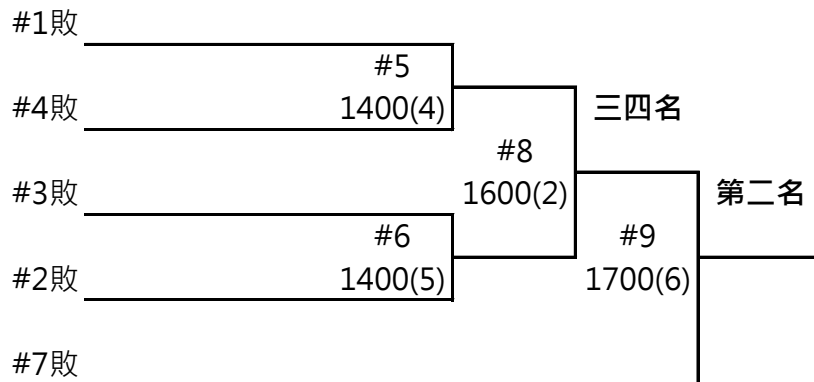 #1敗
#5
#4敗
1400(4)
三四名
#8
#3敗
1600(2)
第二名
#6
#9
#2敗
1400(5)
1700(6)
#7敗